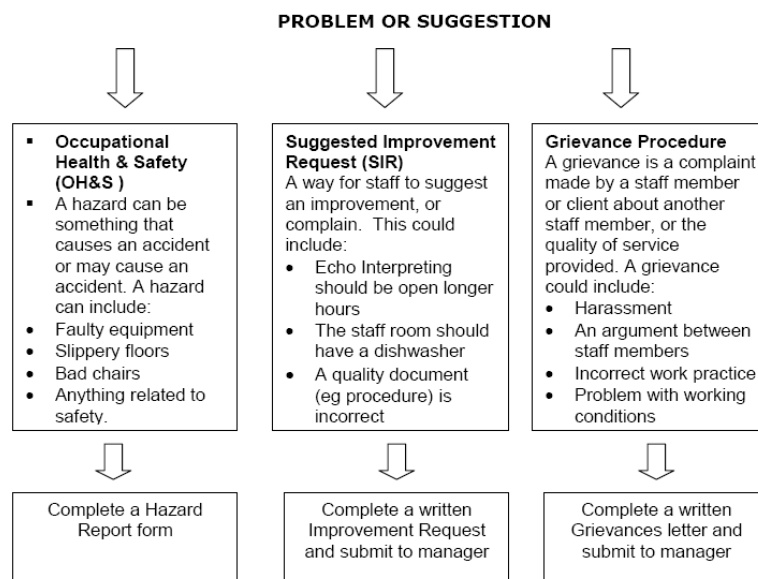 PROBLEM OR SUGGESTION
▪ Occupational
Health & Safety
(OH&S )
▪ A hazard can be
something that
causes an accident
or may cause an
accident. A hazard
can include:
• Faulty equipment
• Slippery floors
• Bad chairs
• Anything related to
safety.
Complete a Hazard
Report form
Suggested Improvement
Request (SIR)
A way for staff to suggest
an improvement, or
complain.  This could
include:
• Echo Interpreting
should be open longer
hours
• The staff room should
have a dishwasher
• A quality document
(eg procedure) is
incorrect
Complete a written
Improvement Request
and submit to manager
Grievance Procedure
A grievance is a complaint
made by a staff member
or client about another
staff member, or the
quality of service
provided. A grievance
could include:
• Harassment
• An argument between
staff members
• Incorrect work practice
• Problem with working
conditions
Complete a written
Grievances letter and
submit to manager